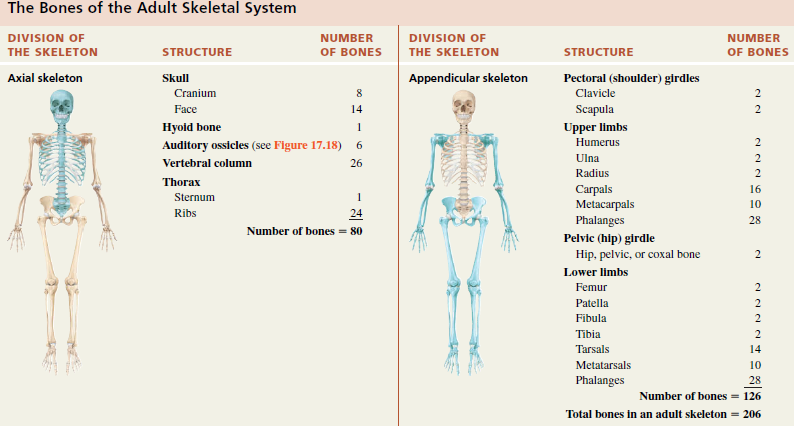 The Bones of the Adult Skeletal System
DIVISION OF THE SKELETON STRUCTURE NUMBER OF BONES
Axial skeleton
Skull
Cranium 8
Face 14
Hyoid bone 1
Auditory ossicles (see Figure 17.18) 6
Vertebral column 26
Thorax
Sternum 1
Ribs 24
Number of bones = 80
DIVISION OF THE SKELETON STRUCTURE NUMBER OF BONES
Appendicular skeleton
Pectoral (shoulder) girdles
Clavicle 2
Scapula 2
Upper limbs
Humerus 2
Ulna 2
Radius 2
Carpals 16
Metacarpals 10
Phalanges 28
Pelvic (hip) girdle
Hip, pelvic, or coxal bone 2
Lower limbs
Femur 2
Patella 2
Fibula 2
Tibia 2
Tarsals 14
Metatarsals 10
Phalanges 28
Number of bones = 126
Total bones in an adult skeleton = 206